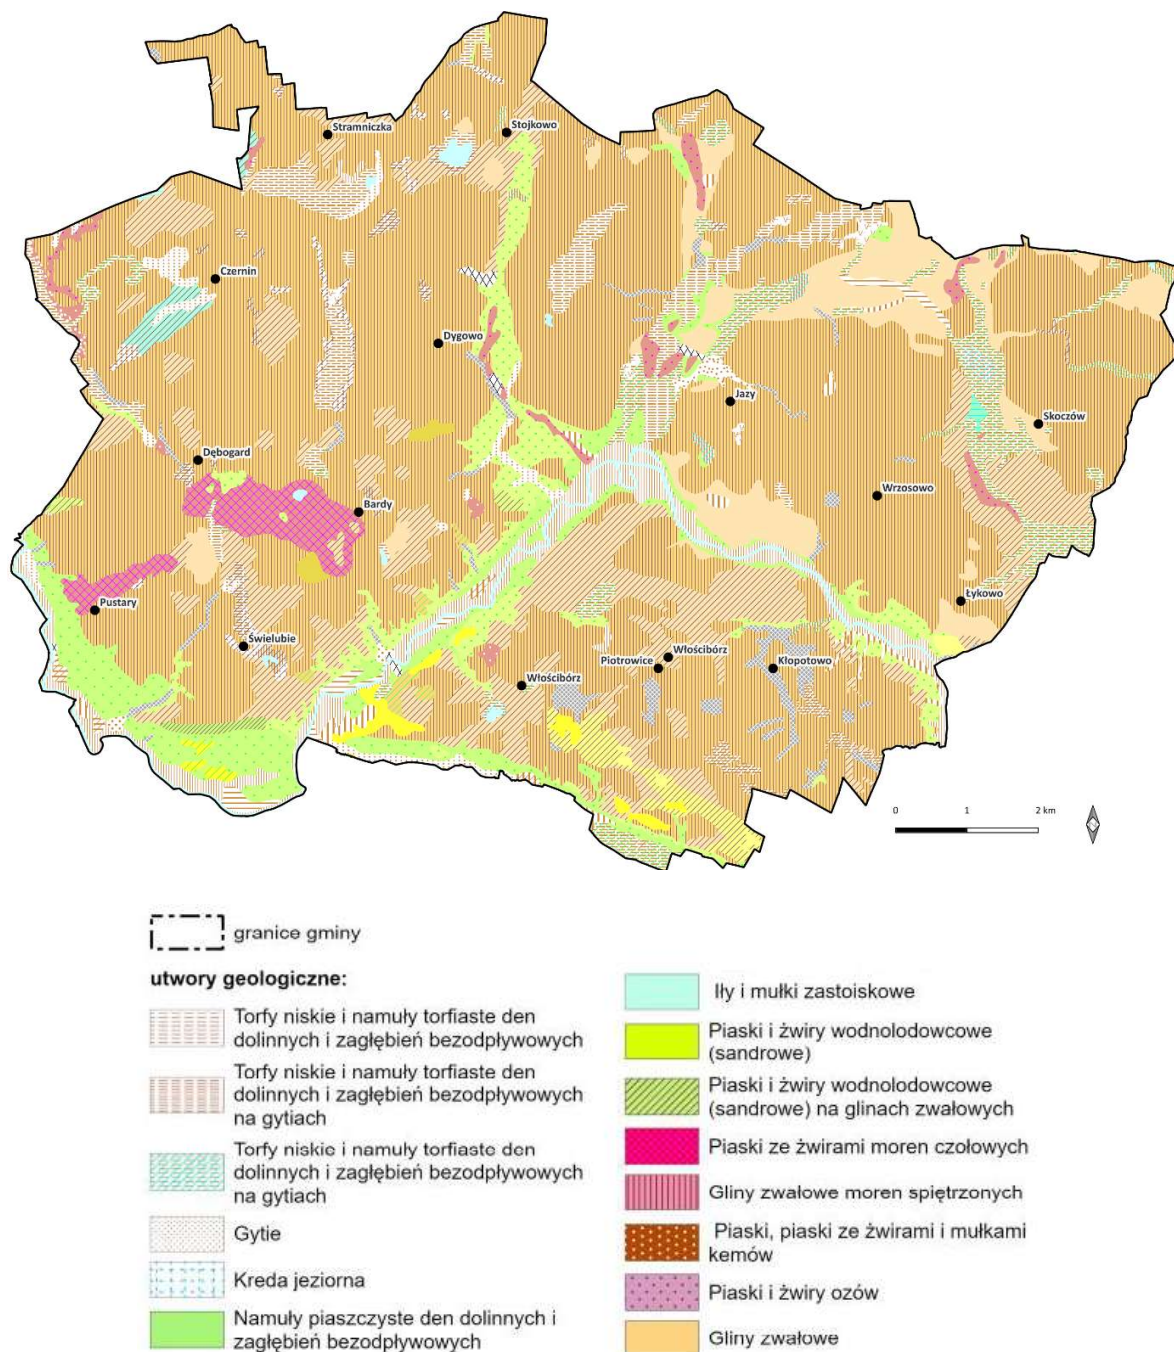 Stramniczka
Stojkowo
Czernin
Dygowo
Jazy
Skoczów
Dębogard
Bardy
Wrzosowo
Pustary
Łykowo
Świelubie
Włościbórz
Piotrowice
Kłopotowo
Włościbórz
0 1 2 km
N
granice gminy
utwory geologiczne:
Torfy niskie i namuły torfiaste den
dolinnych i zagłębień bezodpływowych
Torfy niskie i namuły torfiaste den
dolinnych i zagłębień bezodpływowych
na gytiach
Torfy niskie i namuły torfiaste den
dolinnych i zagłębień bezodpływowych
na gytiach
Gytie
Kreda jeziorna
Namuły piaszczyste den dolinnych i
zagłębień bezodpływowych
Iły i mułki zastoiskowe
Piaski i żwiry wodnolodowcowe
(sandrowe)
Piaski i żwiry wodnolodowcowe
(sandrowe) na glinach zwałowych
Piaski ze żwirami moren czołowych
Gliny zwałowe moren spiętrzonych
Piaski, piaski ze żwirami i mułkami
kemów
Piaski i żwiry ozów
Gliny zwałowe